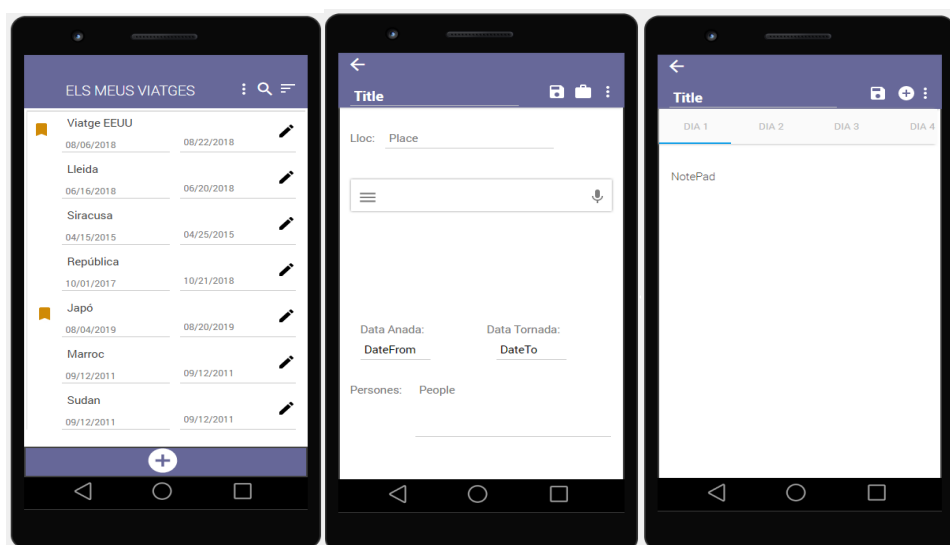 ELS MEUS VIATGES
Viatge EEUU
08/06/2018 08/22/2018
Lleida
06/16/2018 06/20/2018
Siracusa
04/15/2015 04/25/2015
República
10/01/2017 10/21/2018
Japó
08/04/2019 08/20/2019
Marroc
09/12/2011 09/12/2011
Sudan
09/12/2011 09/12/2011
Title
Lloc: Place
Data Anada: Data Tornada:
DateFrom DateTo
Persones: People
Title
DIA 1 DIA 2 DIA 3 DIA 4
NotePad